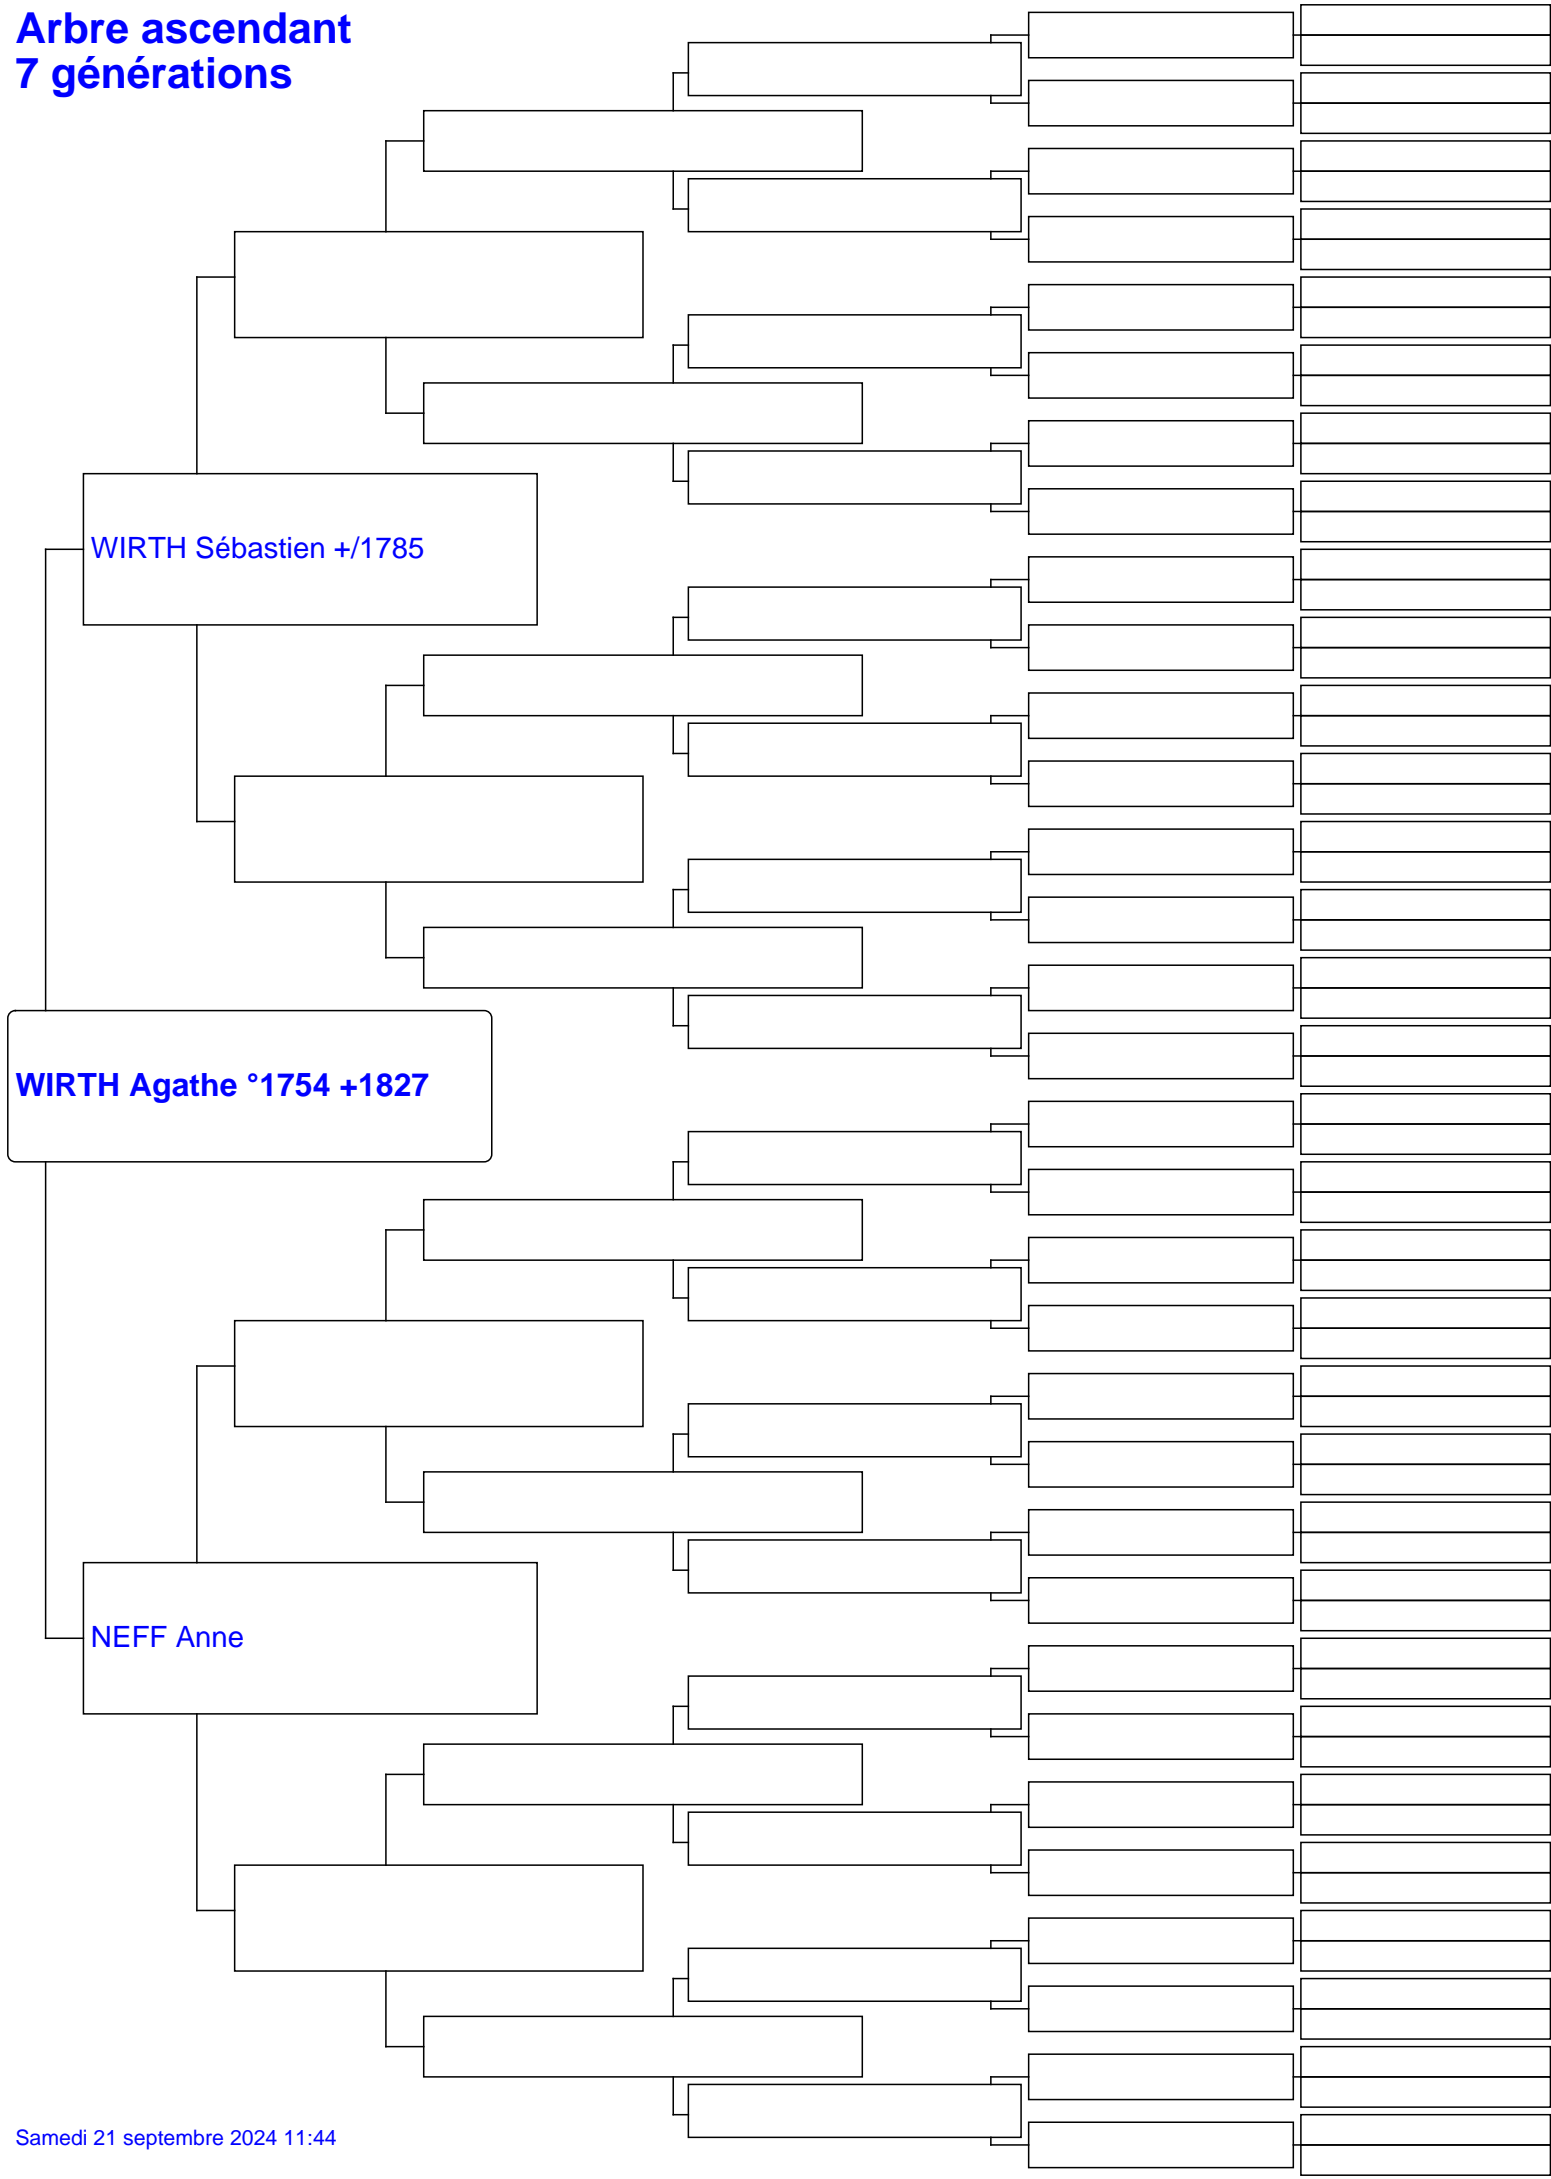 Arbre ascendant
7 générations
WIRTH Sébastien +/1785
WIRTH Agathe °1754 +1827
NEFF Anne
Samedi 21 septembre 2024 11:44